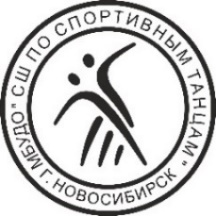 МБУДО "СШ ПО СПОРТИВНЫМ ТАНЦАМ"
Г. НОВОСИБИРСК